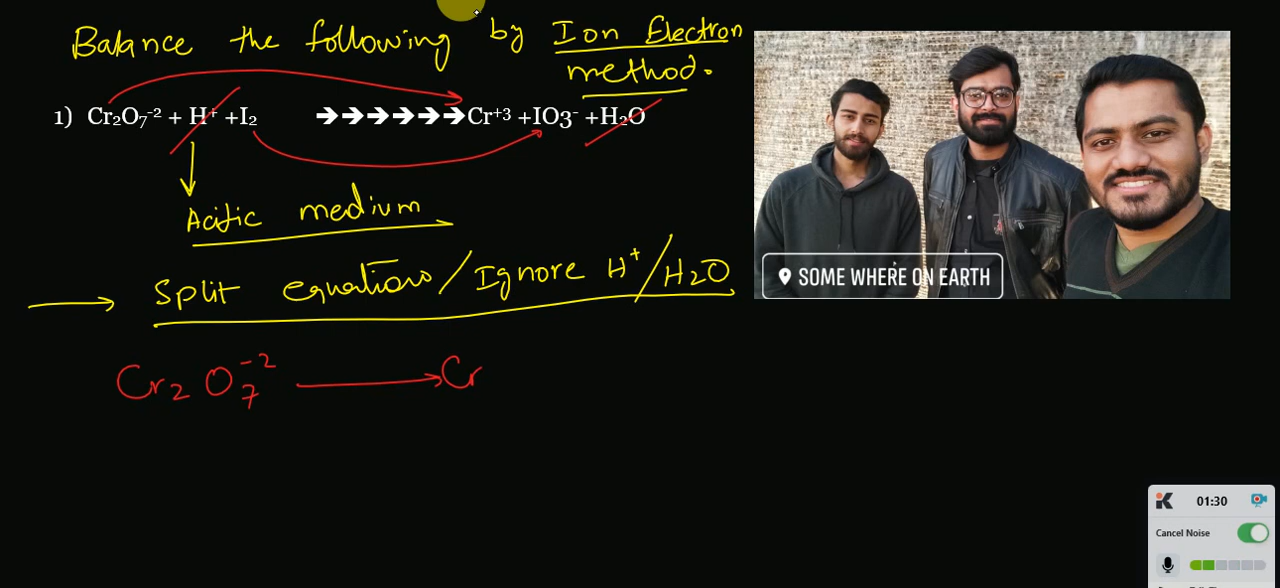 Balance the following by Ion Electron
method.
1) Cr₂O₇⁻² + H⁺ +I₂ ➔➔➔➔➔➔➔Cr⁺³ +IO3⁻ +H₂O
Acitic medium
Split equations/Ignore H⁺/H2O
Cr₂O₇⁻² → Cr
SOME WHERE ON EARTH
01:30
Cancel Noise